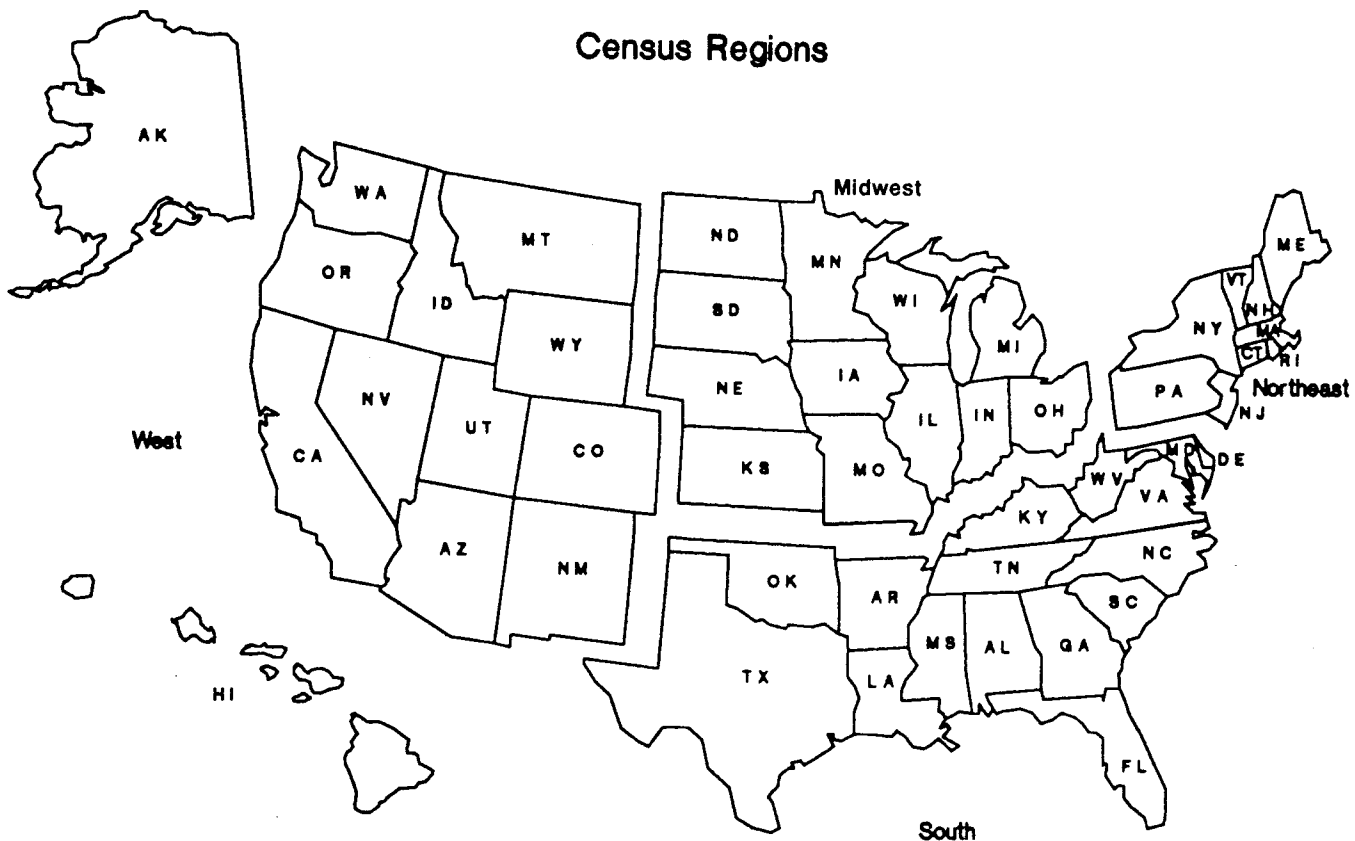 Census Regions
AK
WA
MT
OR
ID
WY
NV
UT
CO
CA
AZ
NM
West
HI
Midwest
ND
MN
SD
WI
MI
NE
IA
IL
IN
OH
KS
MO
ME
VT
NH
NY
MA
CT
RI
PA
NJ
Northeast
MD
DE
WV
VA
KY
NC
TN
OK
AR
SC
MS
AL
GA
TX
LA
FL
South